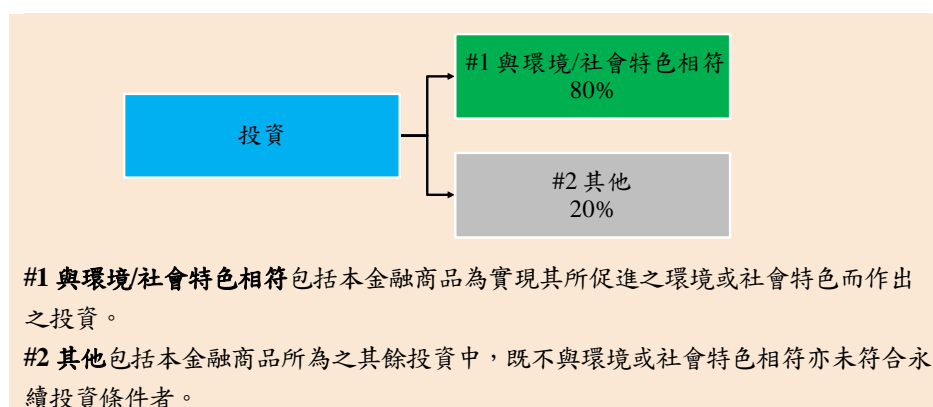 #1 與環境/社會特色相符
80%
投資
#2 其他
20%
#1 與環境/社會特色相符包括本金融商品為實現其所促進之環境或社會特色而作出
之投資。
#2 其他包括本金融商品所為之其餘投資中，既不與環境或社會特色相符亦未符合永
續投資條件者。